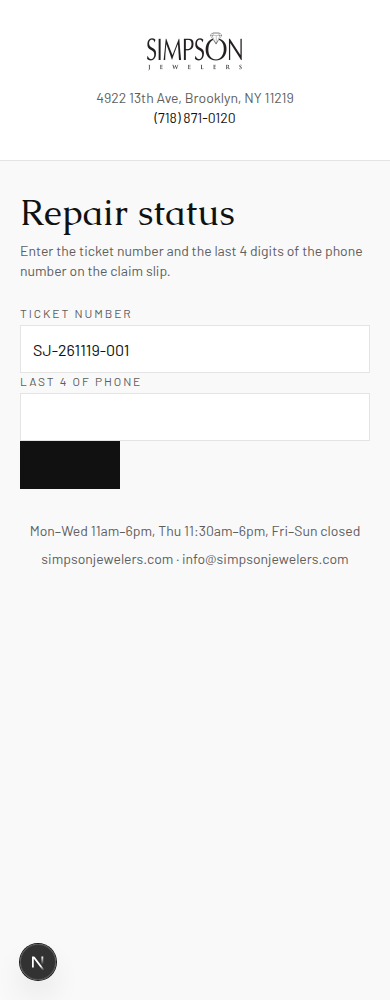 SIMPSON
JEWELERS
4922 13th Ave, Brooklyn, NY 11219
(718) 871-0120
Repair status
Enter the ticket number and the last 4 digits of the phone
number on the claim slip.
TICKET NUMBER
SJ-261119-001
LAST 4 OF PHONE
Mon–Wed 11am–6pm, Thu 11:30am–6pm, Fri–Sun closed
simpsonjewelers.com · info@simpsonjewelers.com
N